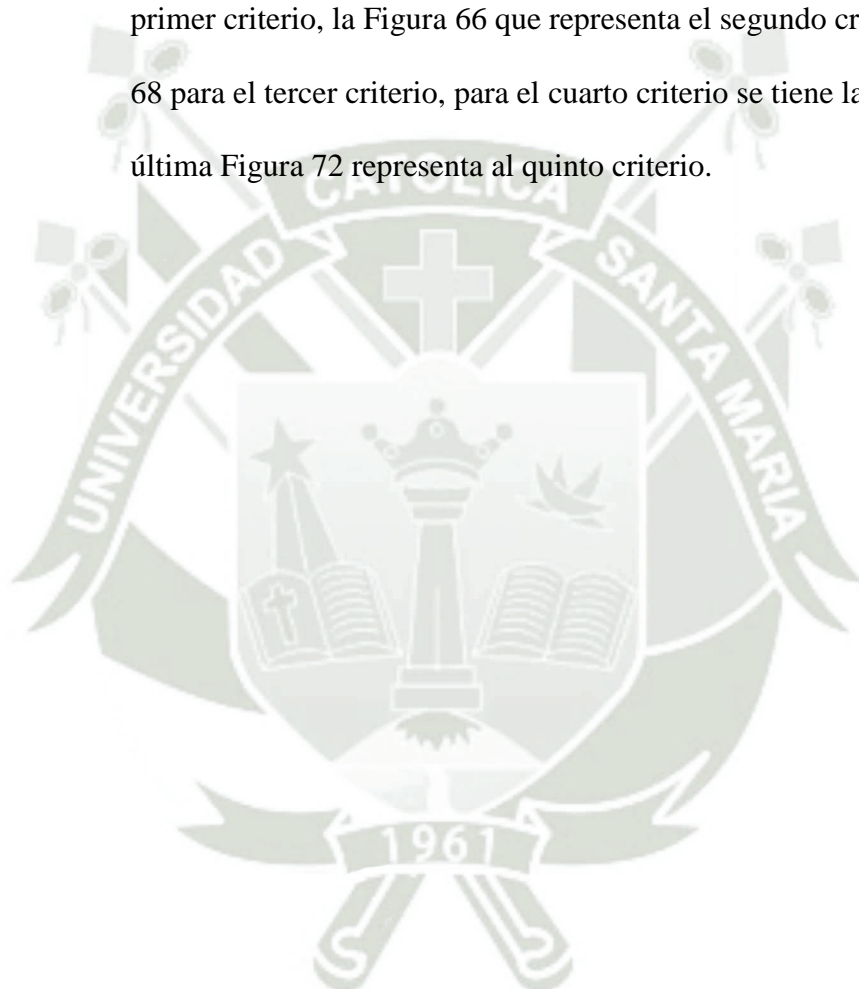 primer criterio, la Figura 66 que representa el segundo cr
68 para el tercer criterio, para el cuarto criterio se tiene la
última Figura 72 representa al quinto criterio.
CATOLICA
UNIVERSIDAD
SANTA MARIA
1961